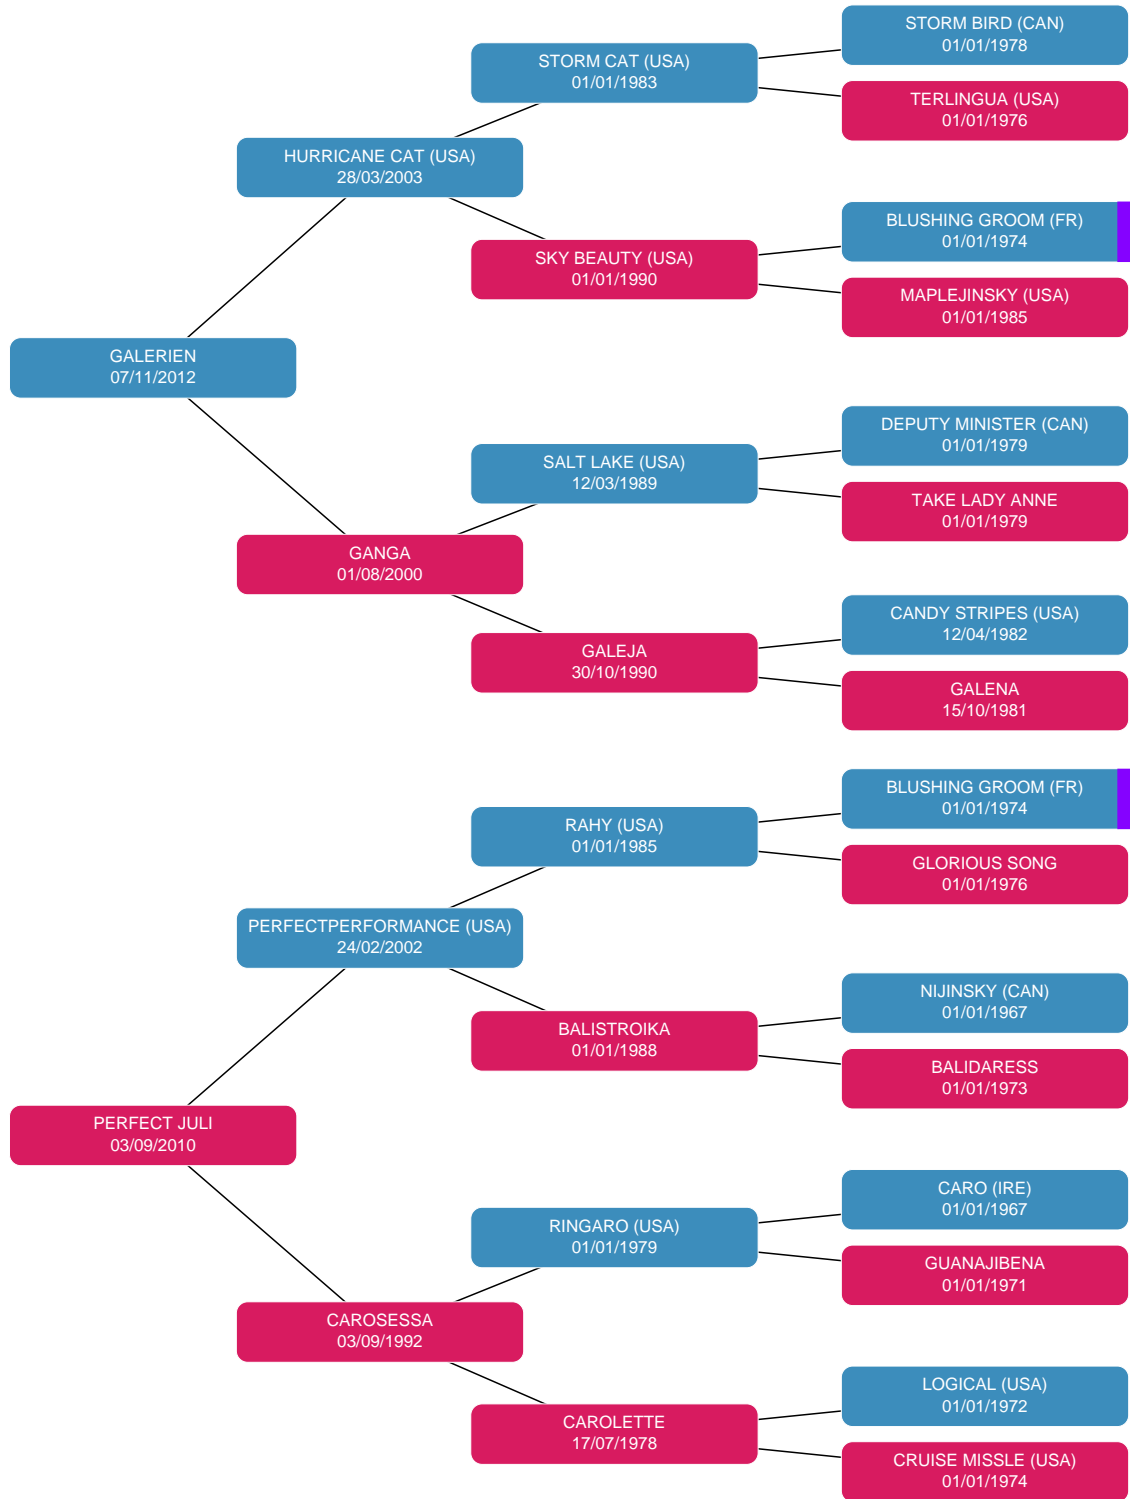 STORM BIRD (CAN)
01/01/1978
STORM CAT (USA)
01/01/1983
TERLINGUA (USA)
01/01/1976
HURRICANE CAT (USA)
28/03/2003
BLUSHING GROOM (FR)
01/01/1974
SKY BEAUTY (USA)
01/01/1990
MAPLEJINSKY (USA)
01/01/1985
GALERIEN
07/11/2012
DEPUTY MINISTER (CAN)
01/01/1979
SALT LAKE (USA)
12/03/1989
TAKE LADY ANNE
01/01/1979
GANGA
01/08/2000
CANDY STRIPES (USA)
12/04/1982
GALEJA
30/10/1990
GALENA
15/10/1981
BLUSHING GROOM (FR)
01/01/1974
RAHY (USA)
01/01/1985
GLORIOUS SONG
01/01/1976
PERFECTPERFORMANCE (USA)
24/02/2002
NIJINSKY (CAN)
01/01/1967
BALISTROIKA
01/01/1988
BALIDARESS
01/01/1973
PERFECT JULI
03/09/2010
CARO (IRE)
01/01/1967
RINGARO (USA)
01/01/1979
GUANAJIBENA
01/01/1971
CAROSESSA
03/09/1992
LOGICAL (USA)
01/01/1972
CAROLETTE
17/07/1978
CRUISE MISSLE (USA)
01/01/1974